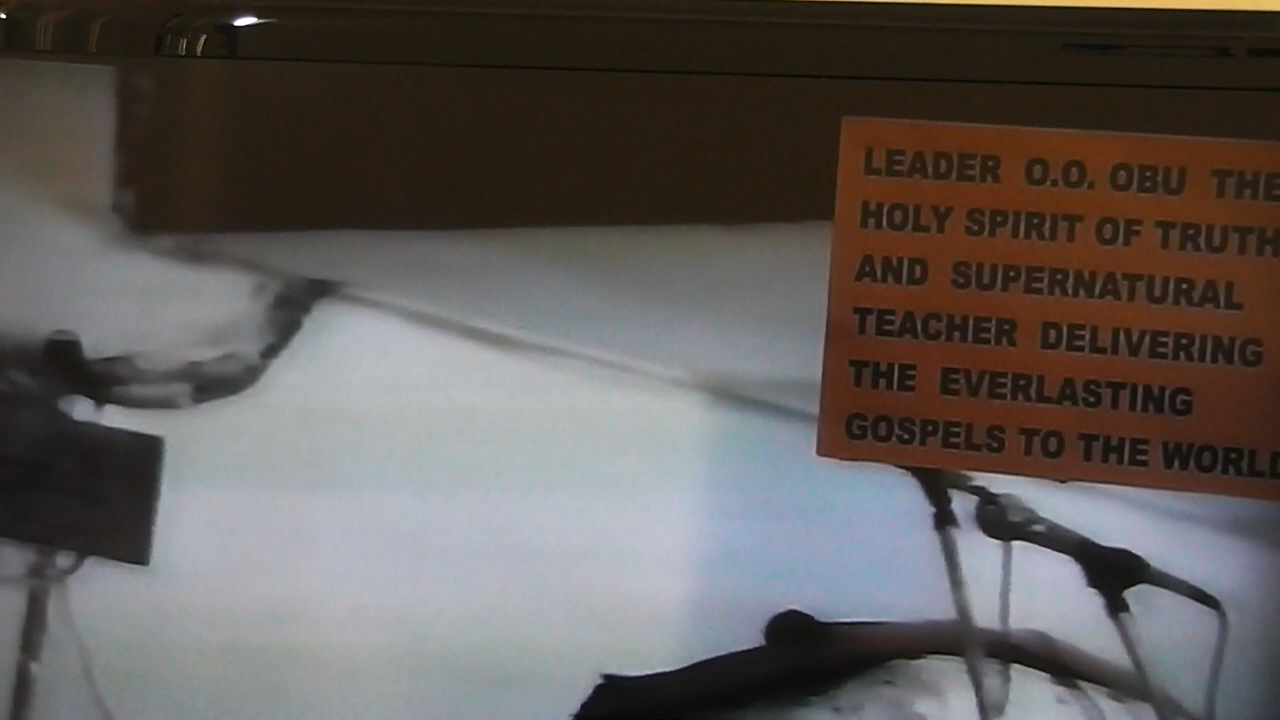 LEADER O.O. OBU THE
HOLY SPIRIT OF TRUTH
AND SUPERNATURAL
TEACHER DELIVERING
THE EVERLASTING
GOSPELS TO THE WORLD